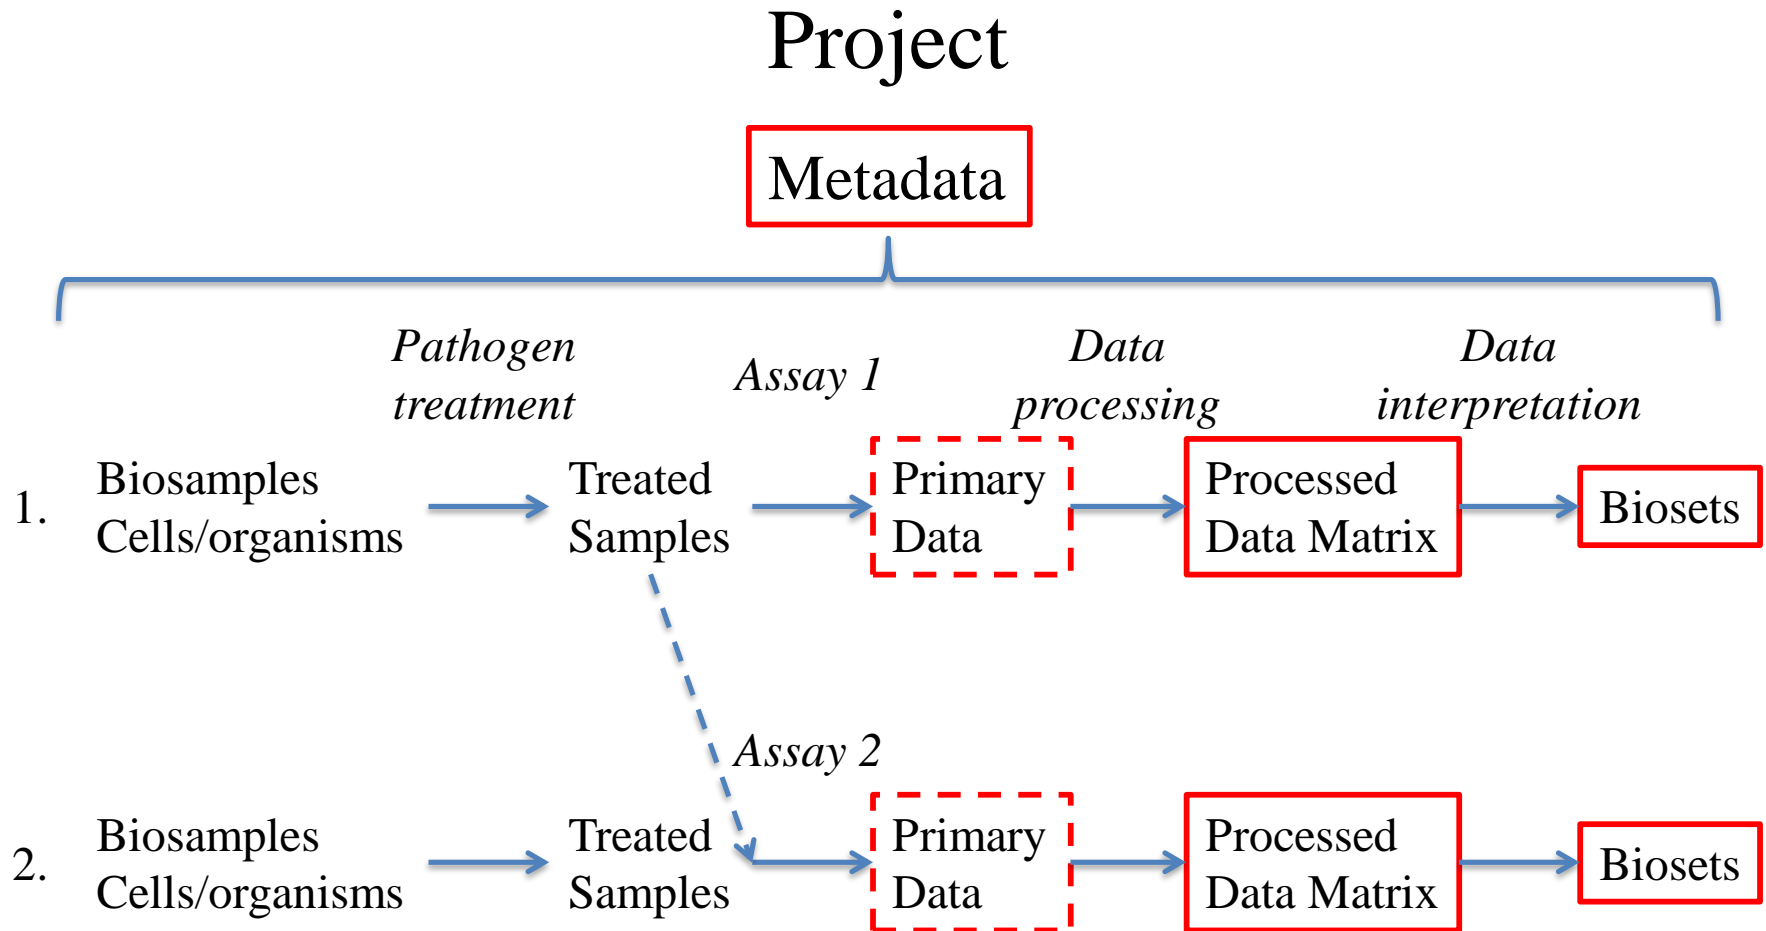 Project
Metadata
Pathogen
treatment
Assay 1
Data
processing
Data
interpretation
1.
Biosamples
Cells/organisms
Treated
Samples
Primary
Data
Processed
Data Matrix
Biosets
Assay 2
2.
Biosamples
Cells/organisms
Treated
Samples
Primary
Data
Processed
Data Matrix
Biosets